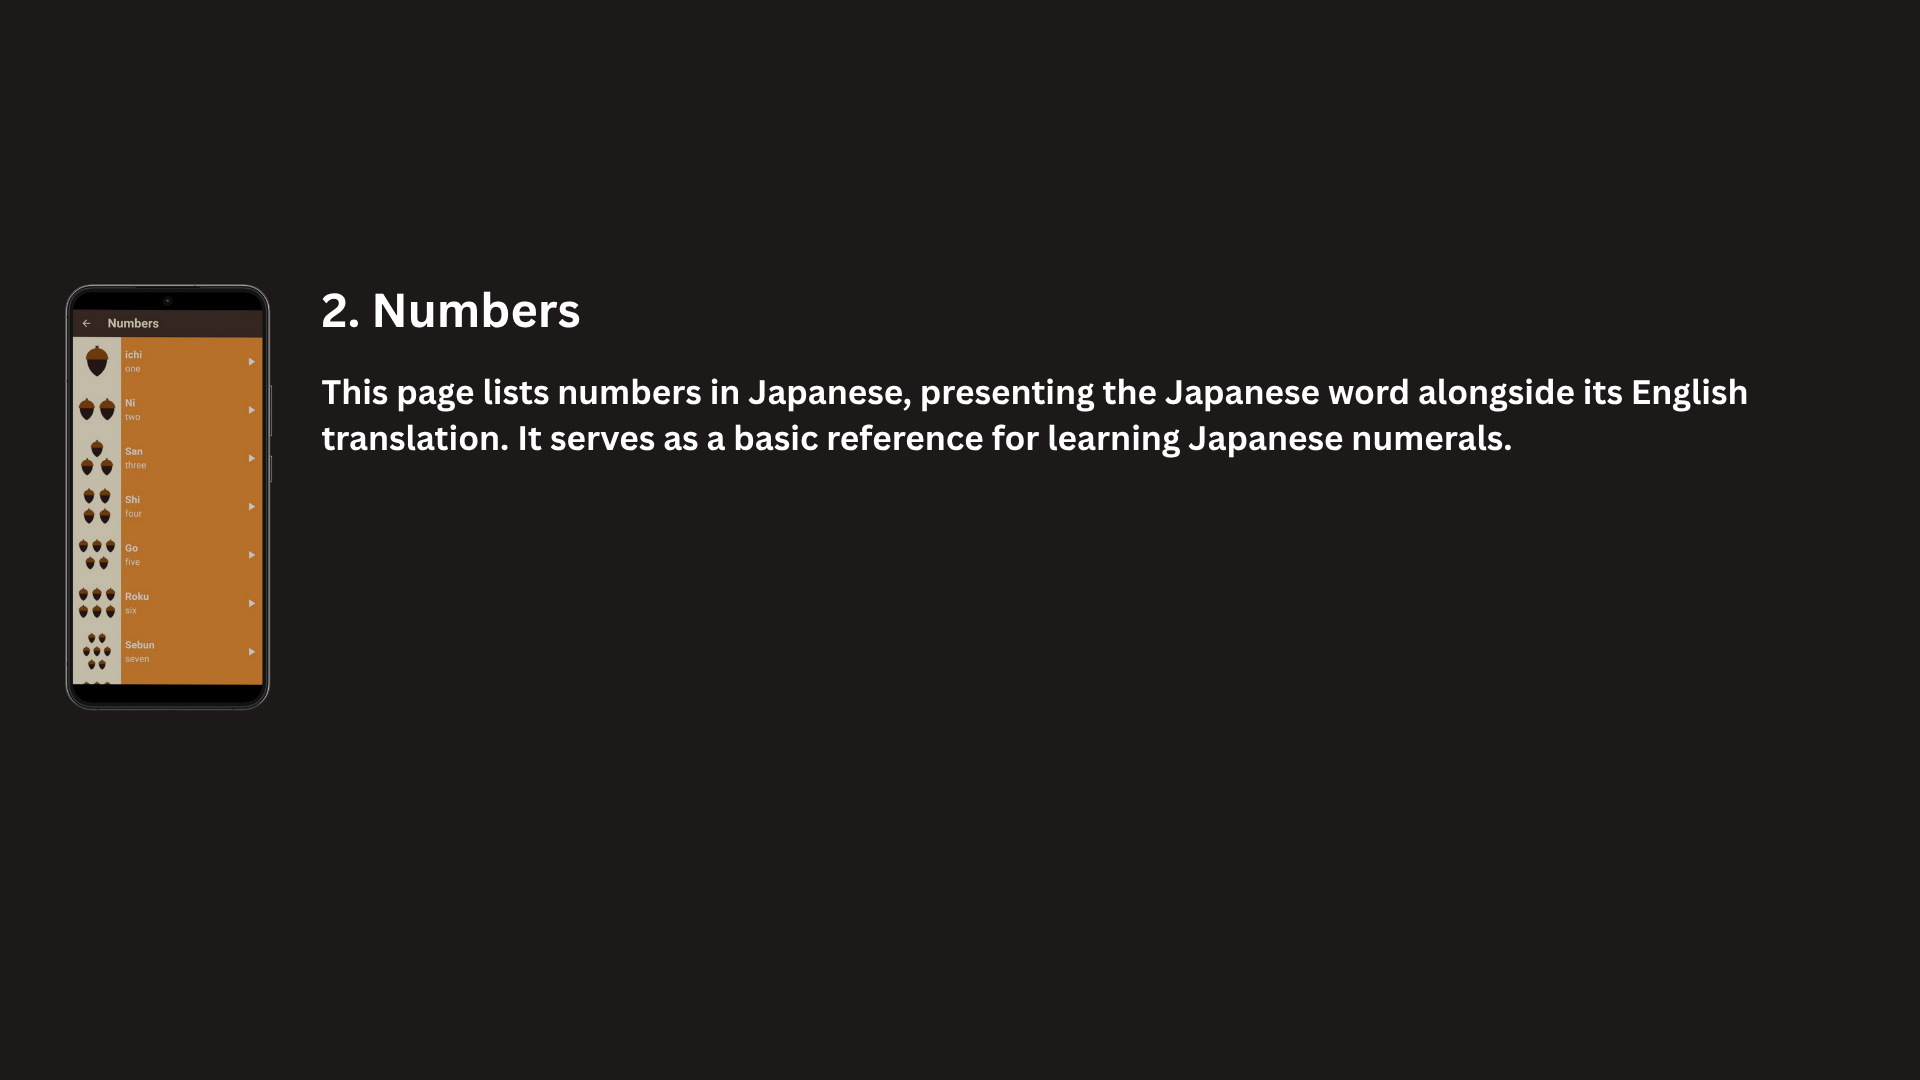 2. Numbers
This page lists numbers in Japanese, presenting the Japanese word alongside its English
translation. It serves as a basic reference for learning Japanese numerals.
Numbers
ichi
one
Ni
two
San
three
Shi
four
Go
five
Roku
six
Sebun
seven